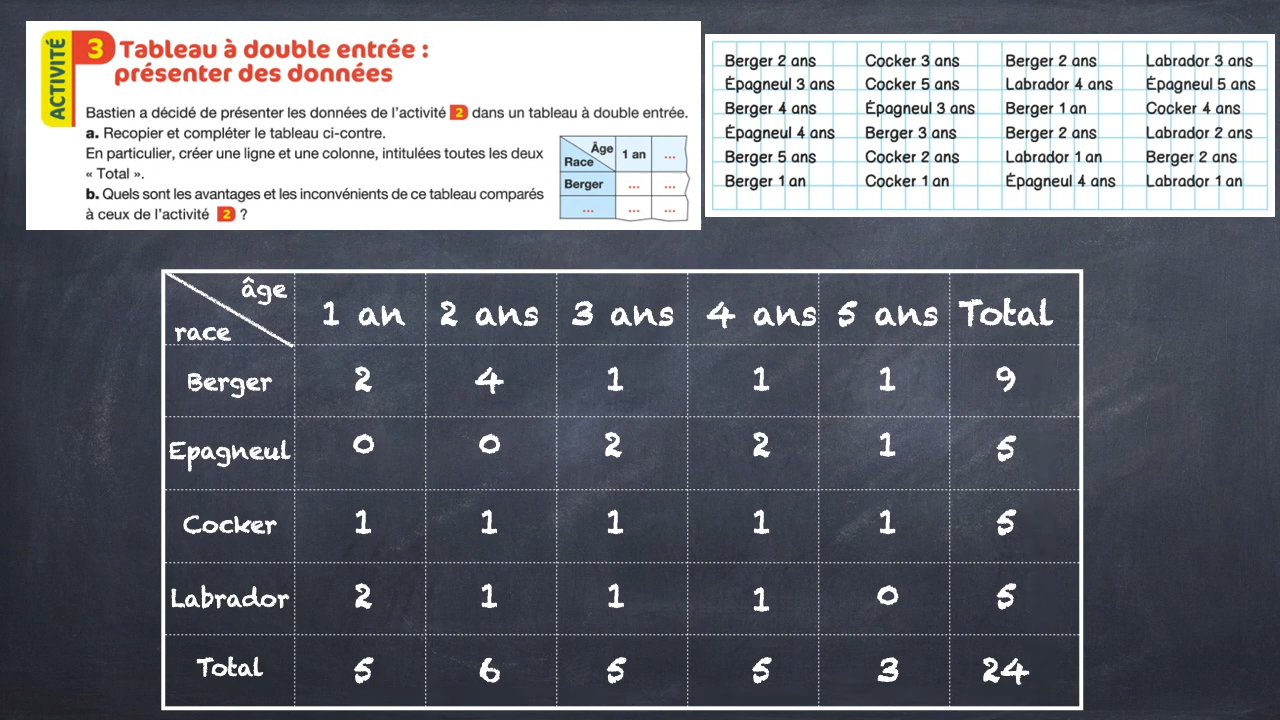 ACTIVITÉ
3 Tableau à double entrée :
présenter des données
Bastien a décidé de présenter les données de l'activité 2 dans un tableau à double entrée.
a. Recopier et compléter le tableau ci-contre.
En particulier, créer une ligne et une colonne, intitulées toutes les deux
« Total ».
b. Quels sont les avantages et les inconvénients de ce tableau comparés
à ceux de l'activité 2 ?
Âge
Race 1 an ...
Berger ... ...
... ... ...
Berger 2 ans Cocker 3 ans Berger 2 ans Labrador 3 ans
Épagneul 3 ans Cocker 5 ans Labrador 4 ans Épagneul 5 ans
Berger 4 ans Épagneul 3 ans Berger 1 an Cocker 4 ans
Épagneul 4 ans Berger 3 ans Berger 2 ans Labrador 2 ans
Berger 5 ans Cocker 2 ans Labrador 1 an Berger 2 ans
Berger 1 an Cocker 1 an Épagneul 4 ans Labrador 1 an
âge
race 1 an 2 ans 3 ans 4 ans 5 ans Total
Berger 2 4 1 1 1 9
Epagneul 0 0 2 2 1 5
Cocker 1 1 1 1 1 5
Labrador 2 1 1 1 0 5
Total 5 6 5 5 3 24